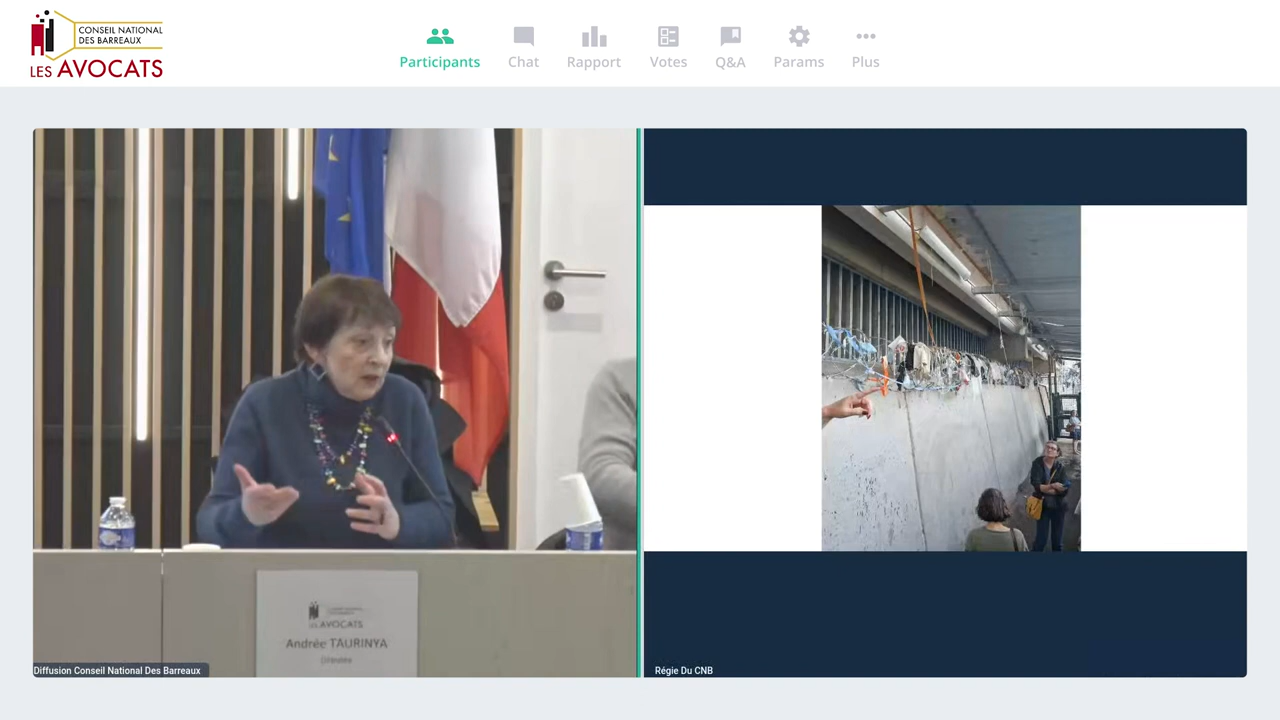 CONSEIL NATIONAL
DES BARREAUX
LES AVOCATS
Participants
Chat
Rapport
Votes
Q&A
Params
Plus
LES AVOCATS
Andrée TAURINYA
Diffusion Conseil National Des Barreaux
Régie Du CNB